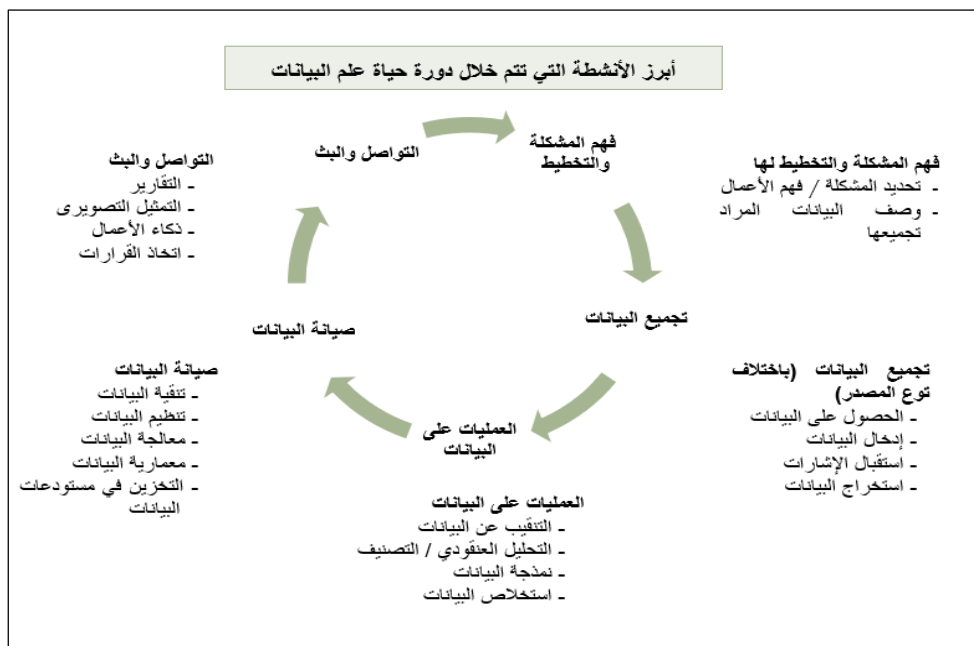 أبرز الأنشطة التي تتم خلال دورة حياة علم البيانات
فهم المشكلة
والتخطيط
تجميع البيانات
العمليات على
البيانات
صيانة البيانات
التواصل والبث
فهم المشكلة والتخطيط لها
- تحديد المشكلة / فهم الأعمال
- وصف البيانات المراد
تجميعها
تجميع البيانات (باختلاف
توع المصدر)
- الحصول على البيانات
- إدخال البيانات
- استقبال الإشارات
- استخراج البيانات
العمليات على البيانات
- التنقيب عن البيانات
- التحليل العنقودي / التصنيف
- نمذجة البيانات
- استخلاص البيانات
صيانة البيانات
- تنقية البيانات
- تنظيم البيانات
- معالجة البيانات
- معمارية البيانات
- التخزين في مستودعات
البيانات
التواصل والبث
- التقارير
- التمثيل التصويرى
- ذكاء الأعمال
- اتخاذ القرارات